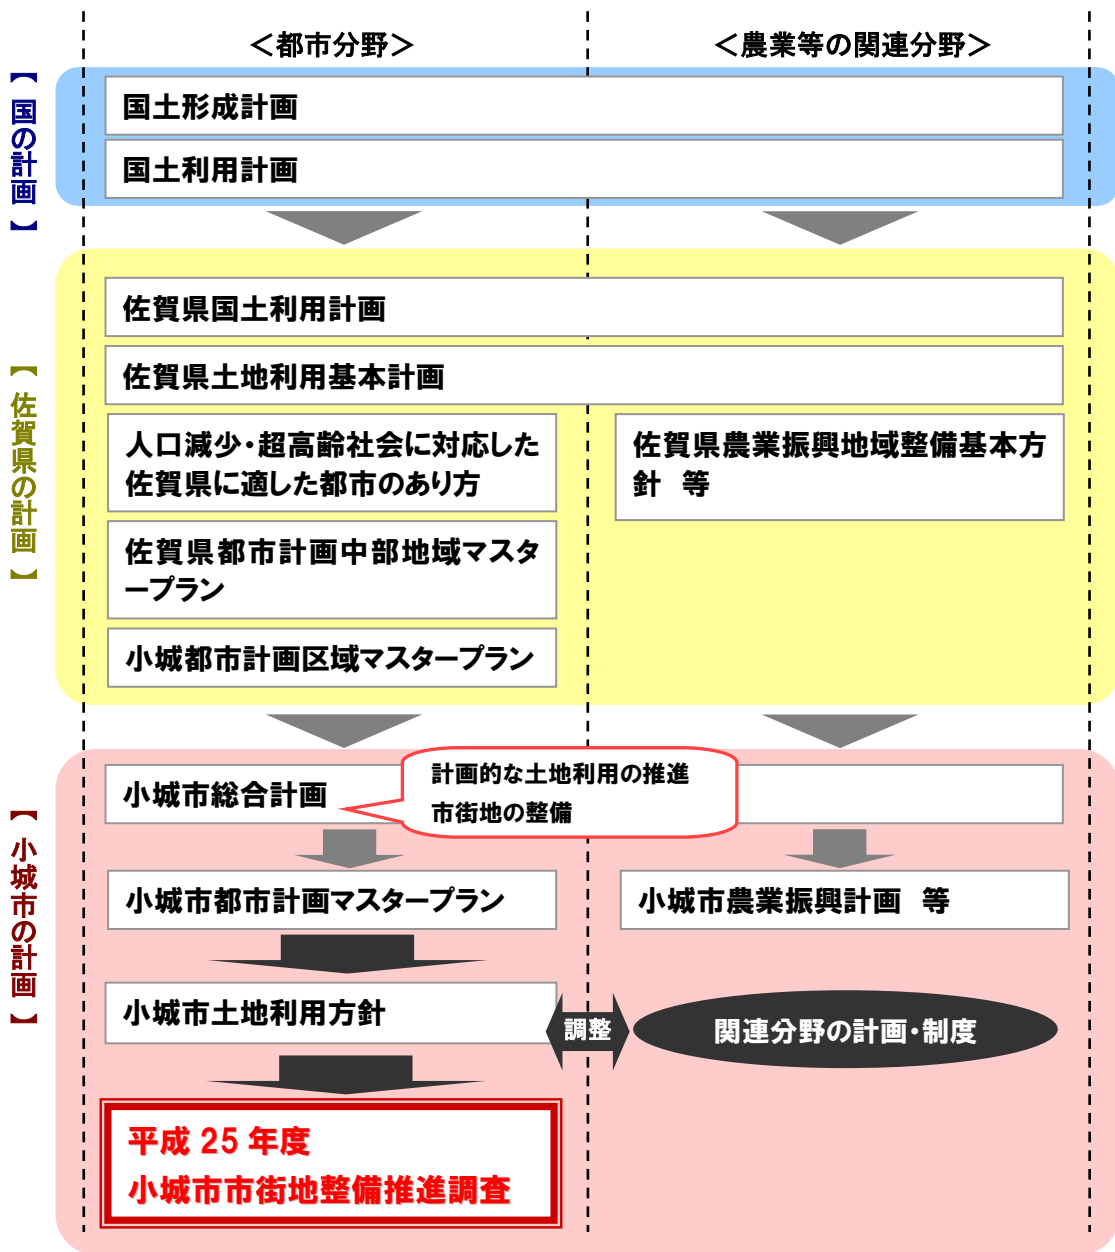 ＜都市分野＞
＜農業等の関連分野＞
【 国の計画 】
国土形成計画
国土利用計画
【 佐賀県の計画 】
佐賀県国土利用計画
佐賀県土地利用基本計画
人口減少・超高齢社会に対応した
佐賀県に適した都市のあり方
佐賀県農業振興地域整備基本方
針　等
佐賀県都市計画中部地域マスタ
ープラン
小城都市計画区域マスタープラン
【 小城市の計画 】
小城市総合計画
計画的な土地利用の推進
市街地の整備
小城市都市計画マスタープラン
小城市農業振興計画　等
小城市土地利用方針
調整
関連分野の計画・制度
平成 25 年度
小城市市街地整備推進調査